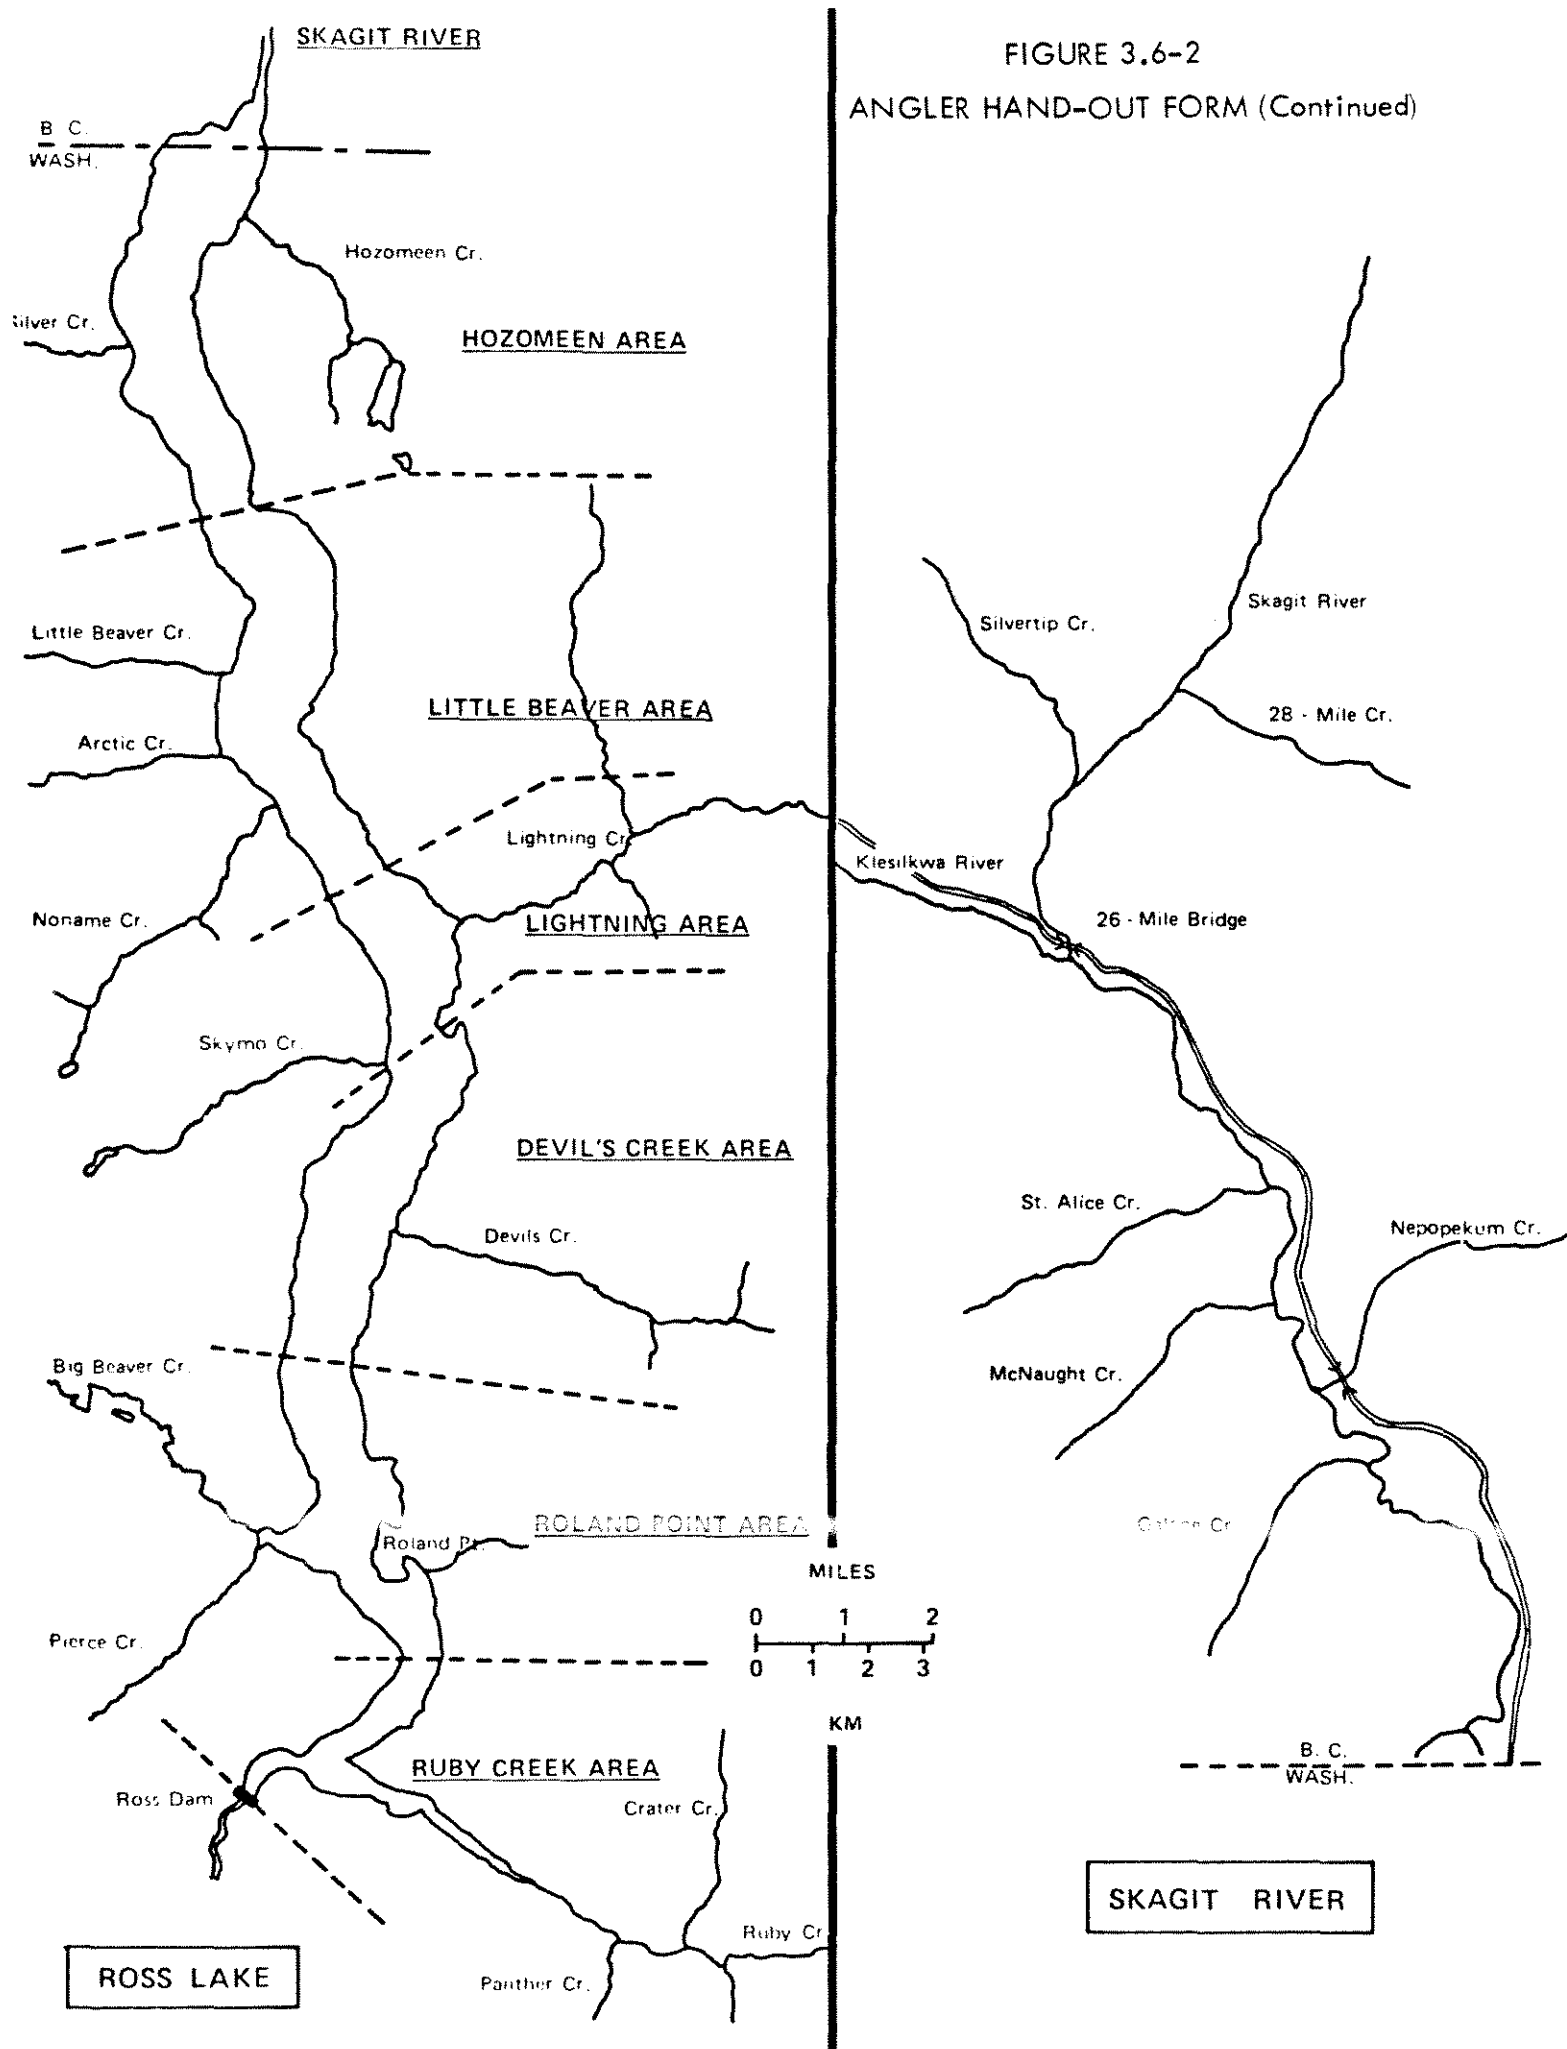 FIGURE 3.6-2
ANGLER HAND-OUT FORM (Continued)
SKAGIT RIVER
B C.
WASH.
Hozomeen Cr.
Cr.
HOZOMEEN AREA
Little Beaver Cr.
LITTLE BEAVER AREA
Arctic Cr.
Lightning Cr
Noname Cr.
LIGHTNING AREA
Skymo Cr.
DEVIL'S CREEK AREA
Devils Cr.
Big Beaver Cr.
ROLAND POINT AREA
Roland Pt.
Pierce Cr.
RUBY CREEK AREA
Ross Dam
Crater Cr.
Ruby Cr
Panther Cr.
ROSS LAKE
MILES
0 1 2
0 1 2 3
KM
Skagit River
Silvertip Cr.
28 - Mile Cr.
Klesilkwa River
26 - Mile Bridge
St. Alice Cr.
Nepopekum Cr.
McNaught Cr.
Cr
B. C.
WASH.
SKAGIT RIVER